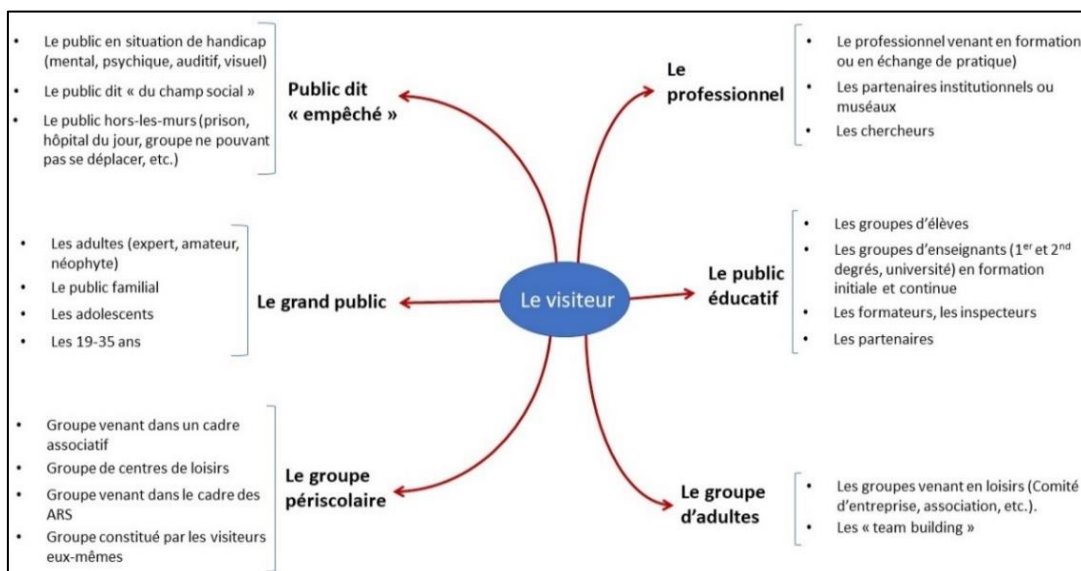 Le public en situation de handicap
(mental, psychique, auditif, visuel)
Le public dit « du champ social »
Le public hors-les-murs (prison,
hôpital du jour, groupe ne pouvant
pas se déplacer, etc.)
Public dit
« empêché »
Le
professionnel
Le professionnel venant en formation
ou en échange de pratique)
Les partenaires institutionnels ou
muséaux
Les chercheurs
Les adultes (expert, amateur,
néophyte)
Le public familial
Les adolescents
Les 19-35 ans
Le grand public
Le visiteur
Le public
éducatif
Les groupes d'élèves
Les groupes d'enseignants (1er et 2nd
degrés, université) en formation
initiale et continue
Les formateurs, les inspecteurs
Les partenaires
Groupe venant dans un cadre
associatif
Groupe de centres de loisirs
Groupe venant dans le cadre des
ARS
Groupe constitué par les visiteurs
eux-mêmes
Le groupe
périscolaire
Le groupe
d'adultes
Les groupes venant en loisirs (Comité
d'entreprise, association, etc.).
Les « team building »